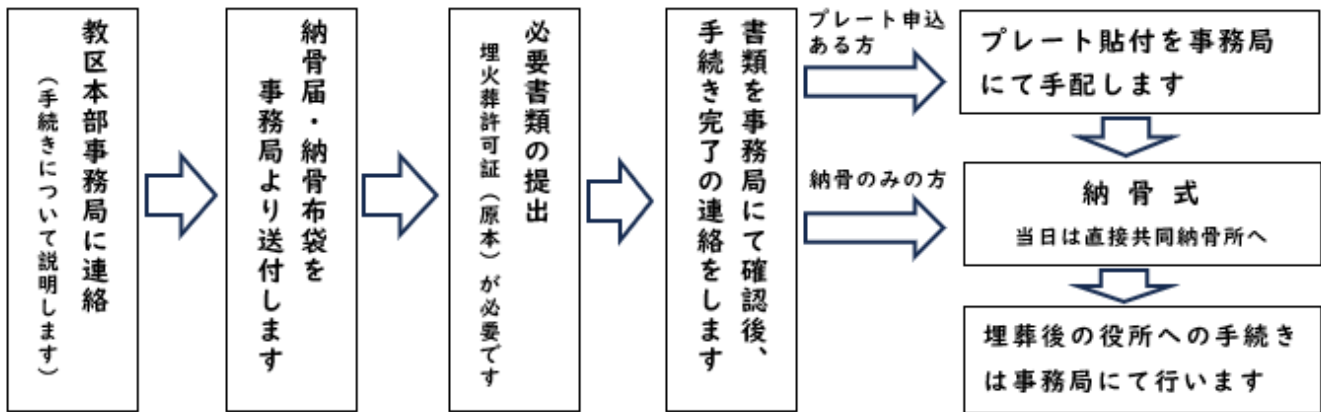 教区本部事務局に連絡
（手続きについて説明します）
納骨届・納骨布袋を
事務局より送付します
必要書類の提出
埋火葬許可証（原本）が必要です
書類を事務局にて確認後、
手続き完了の連絡をします
プレート申込
ある方
プレート貼付を事務局
にて手配します
納骨のみの方
納骨式
当日は直接共同納骨所へ
埋葬後の役所への手続き
は事務局にて行います